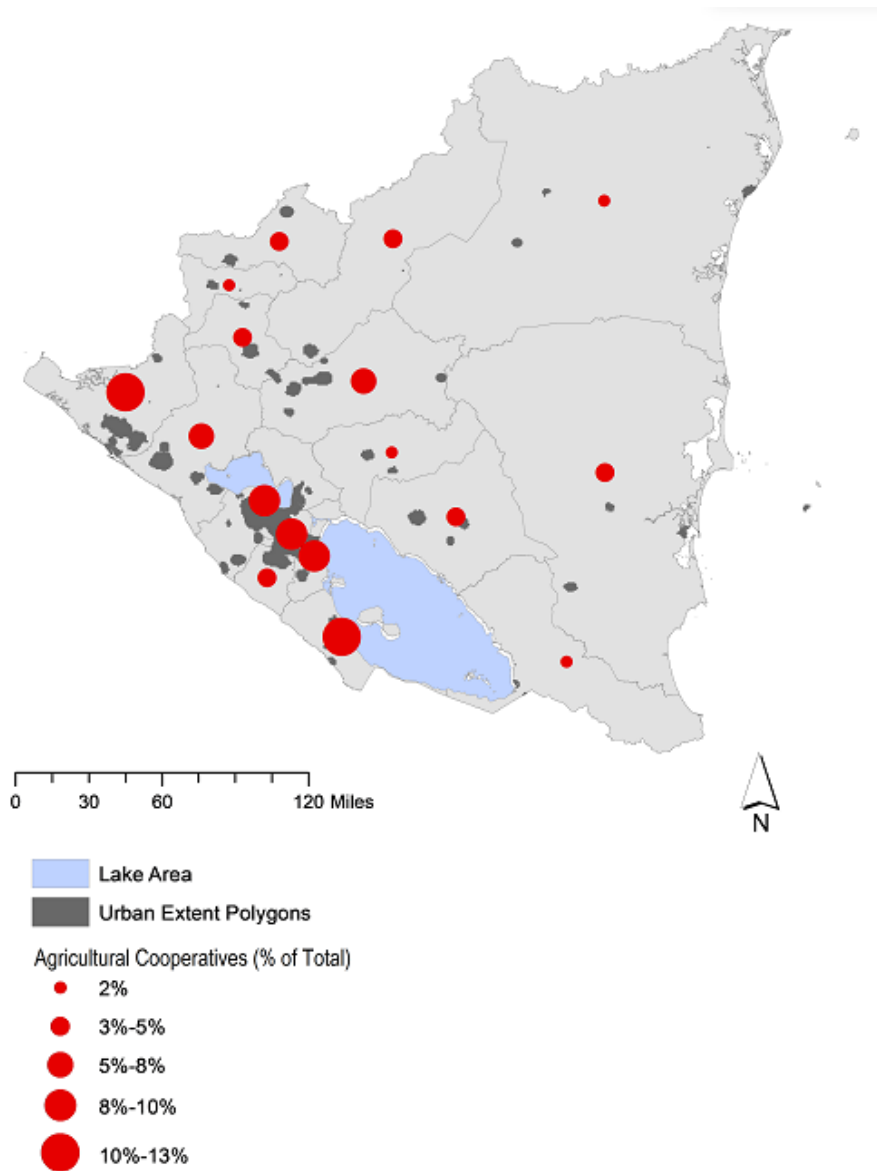 0 30 60 120 Miles
N
Lake Area
Urban Extent Polygons
Agricultural Cooperatives (% of Total)
2%
3%-5%
5%-8%
8%-10%
10%-13%